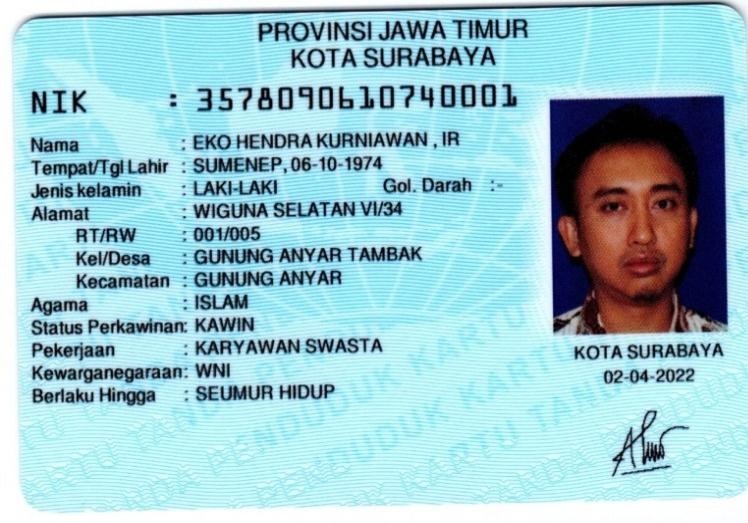 PROVINSI JAWA TIMUR
KOTA SURABAYA
NIK : 3578090610740001
Nama : EKO HENDRA KURNIAWAN , IR
Tempat/Tgl Lahir : SUMENEP, 06-10-1974
Jenis kelamin : LAKI-LAKI Gol. Darah :-
Alamat : WIGUNA SELATAN VI/34
RT/RW : 001/005
Kel/Desa : GUNUNG ANYAR TAMBAK
Kecamatan : GUNUNG ANYAR
Agama : ISLAM
Status Perkawinan: KAWIN
Pekerjaan : KARYAWAN SWASTA
Kewarganegaraan: WNI
Berlaku Hingga : SEUMUR HIDUP
KOTA SURABAYA
02-04-2022